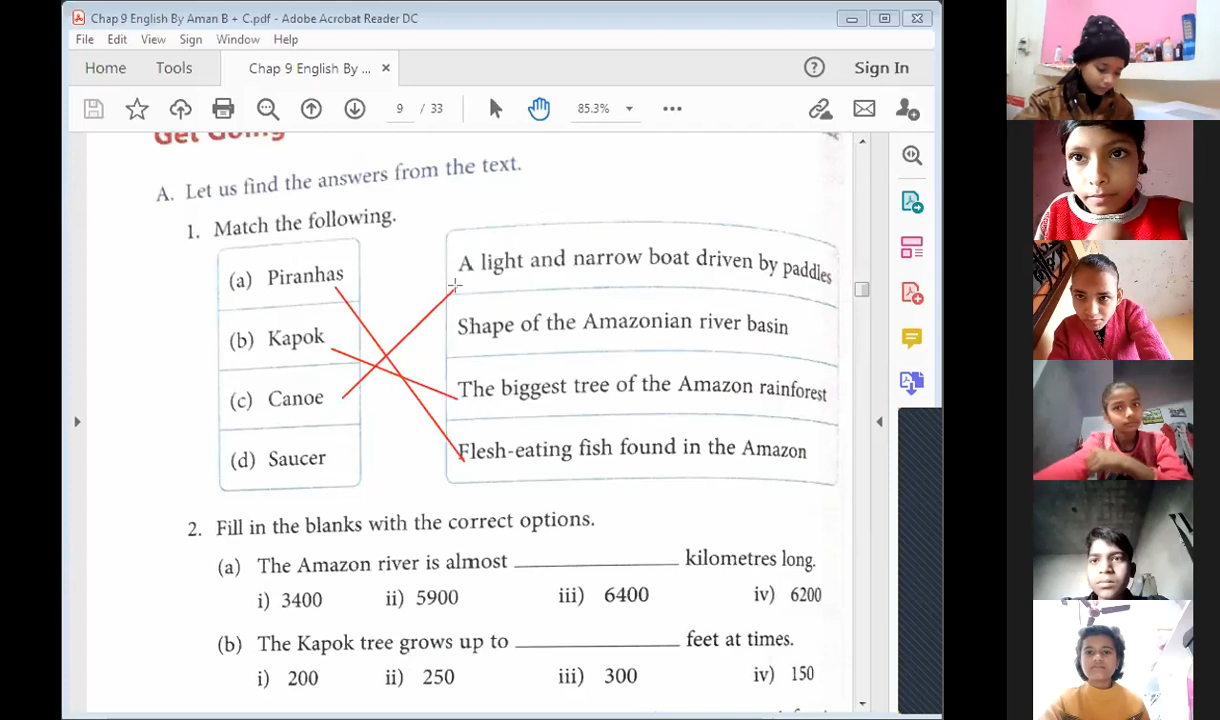 Chap 9 English By Aman B + C.pdf - Adobe Acrobat Reader DC
File Edit View Sign Window Help
Home Tools Chap 9 English By ... × Sign In
9 / 33 85.3%
Get Going
A. Let us find the answers from the text.
1. Match the following.
(a) Piranhas A light and narrow boat driven by paddles
(b) Kapok Shape of the Amazonian river basin
(c) Canoe The biggest tree of the Amazon rainforest
(d) Saucer Flesh-eating fish found in the Amazon
2. Fill in the blanks with the correct options.
(a) The Amazon river is almost ____________ kilometres long.
i) 3400 ii) 5900 iii) 6400 iv) 6200
(b) The Kapok tree grows up to ____________ feet at times.
i) 200 ii) 250 iii) 300 iv) 150